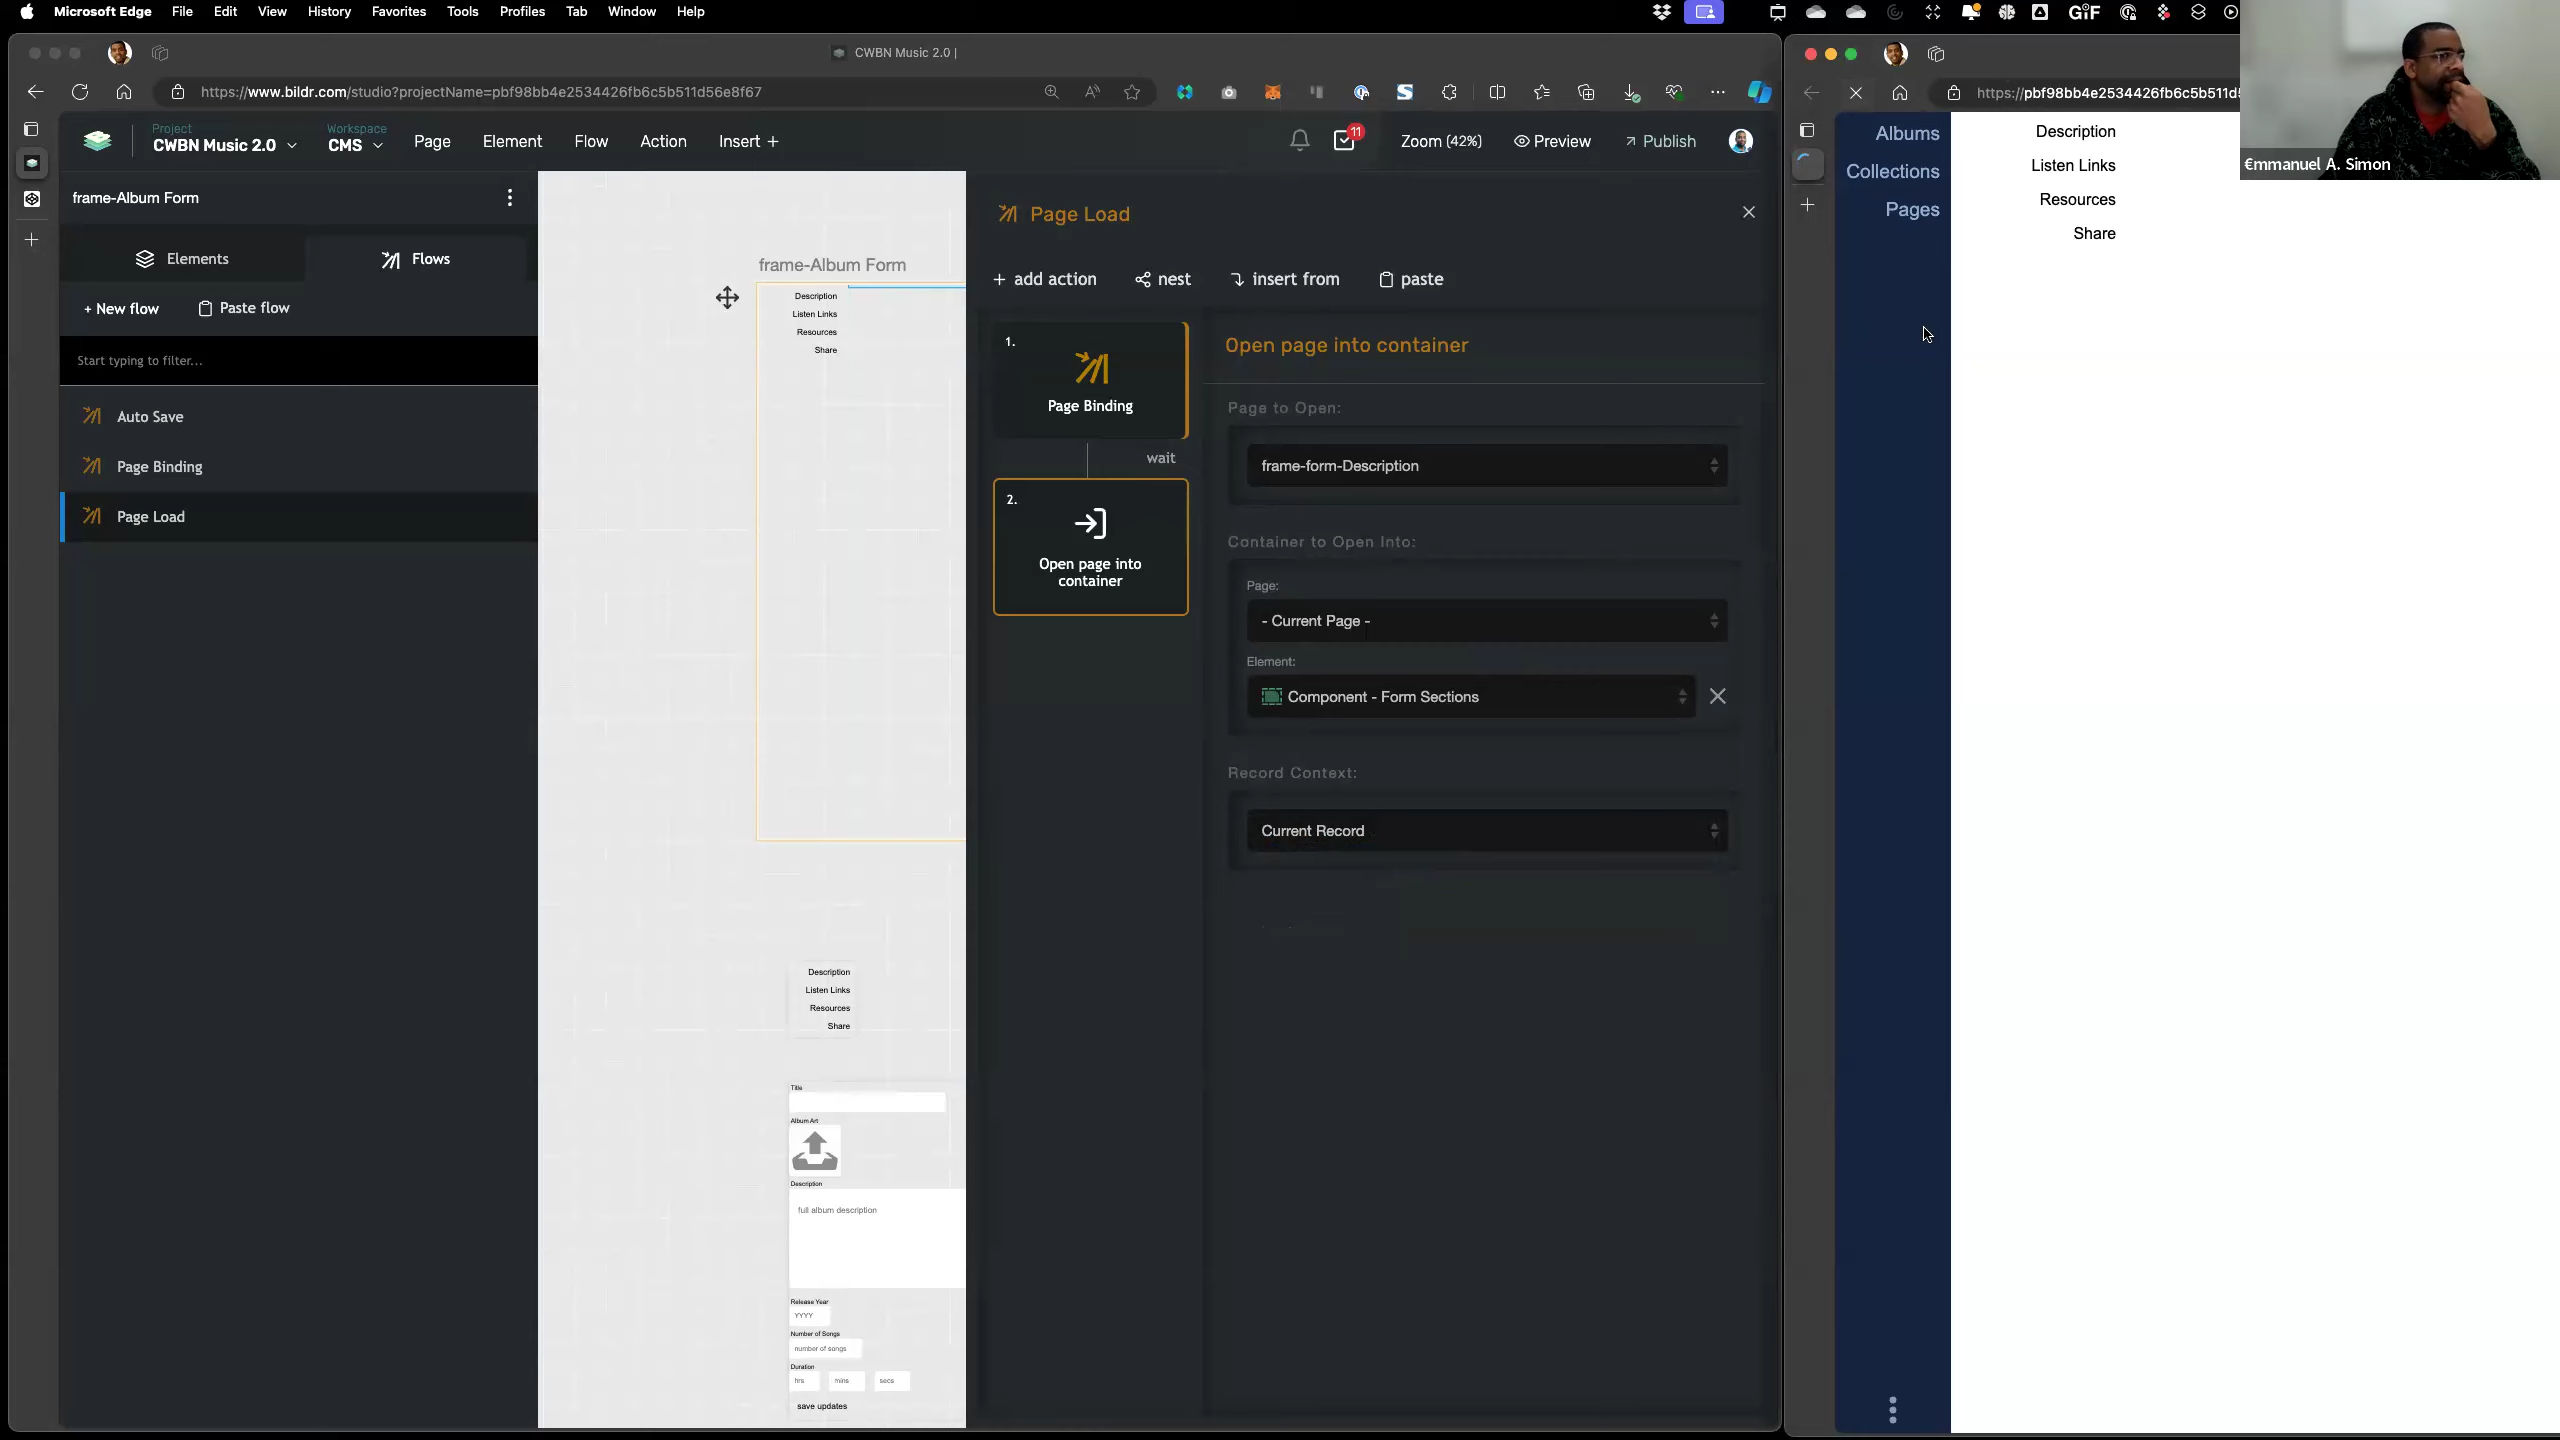 Microsoft Edge File Edit View History Favorites Tools Profiles Tab Window Help
GIF
CWBN Music 2.0 |
https://www.bildr.com/studio?projectName=pbf98bb4e2534426fb6c5b511d56e8f67
https://pbf98bb4e2534426fb6c5b511d5
€mmanuel A. Simon
Project
CWBN Music 2.0
Workspace
CMS
Page Element Flow Action Insert +
11
Zoom (42%) Preview Publish
frame-Album Form
Elements Flows
+ New flow Paste flow
Start typing to filter...
Auto Save
Page Binding
Page Load
frame-Album Form
Description
Listen Links
Resources
Share
Description
Listen Links
Resources
Share
Title
Album Art
Description
full album description
Release Year
YYYY
Number of Songs
number of songs
Duration
hrs mins secs
save updates
Page Load
+ add action nest insert from paste
1.
Page Binding
wait
2.
Open page into
container
Open page into container
Page to Open:
frame-form-Description
Container to Open Into:
Page:
- Current Page -
Element:
Component - Form Sections
Record Context:
Current Record
Albums
Collections
Pages
Description
Listen Links
Resources
Share